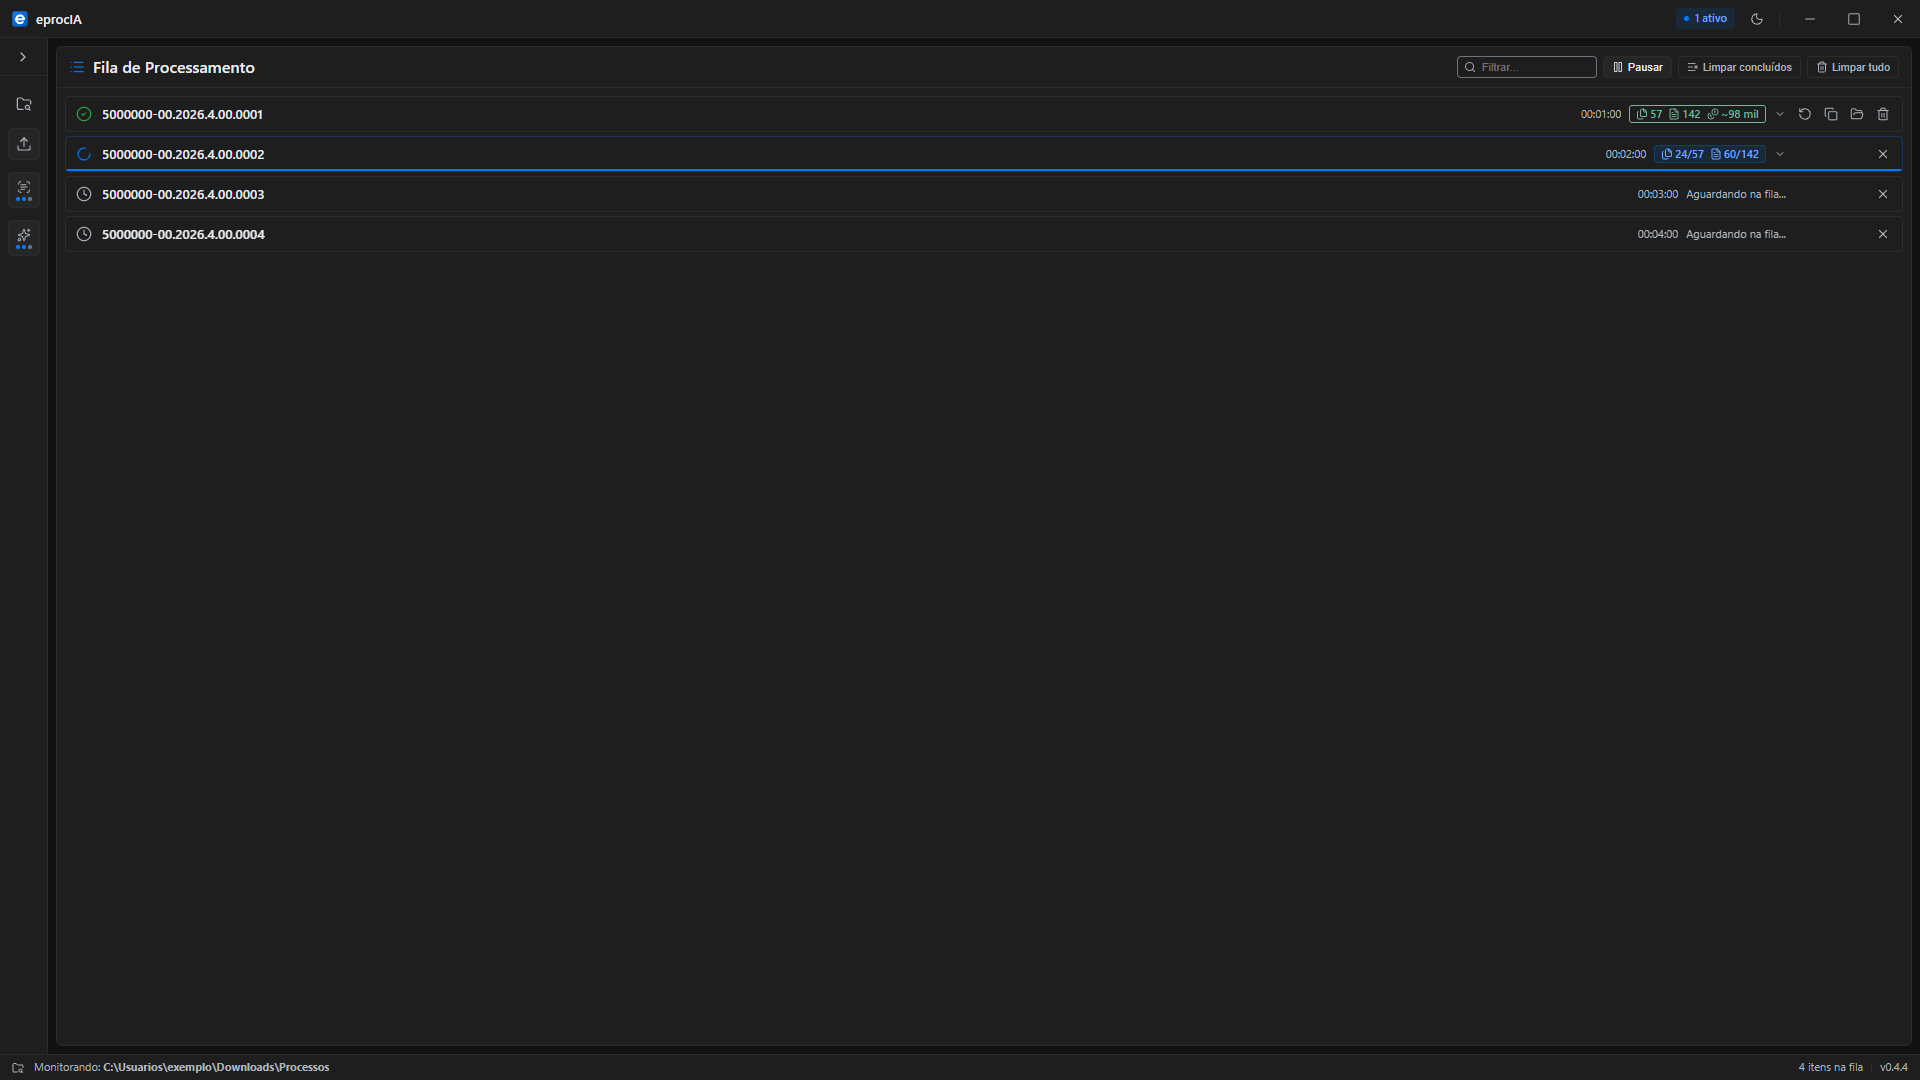 eprocIA
1 ativo
Fila de Processamento
Filtrar...
Pausar
Limpar concluídos
Limpar tudo
5000000-00.2026.4.00.0001
00:01:00 57 142 ~98 mil
5000000-00.2026.4.00.0002
00:02:00 24/57 60/142
5000000-00.2026.4.00.0003
00:03:00 Aguardando na fila...
5000000-00.2026.4.00.0004
00:04:00 Aguardando na fila...
Monitorando: C:\Usuarios\exemplo\Downloads\Processos
4 itens na fila
v0.4.4